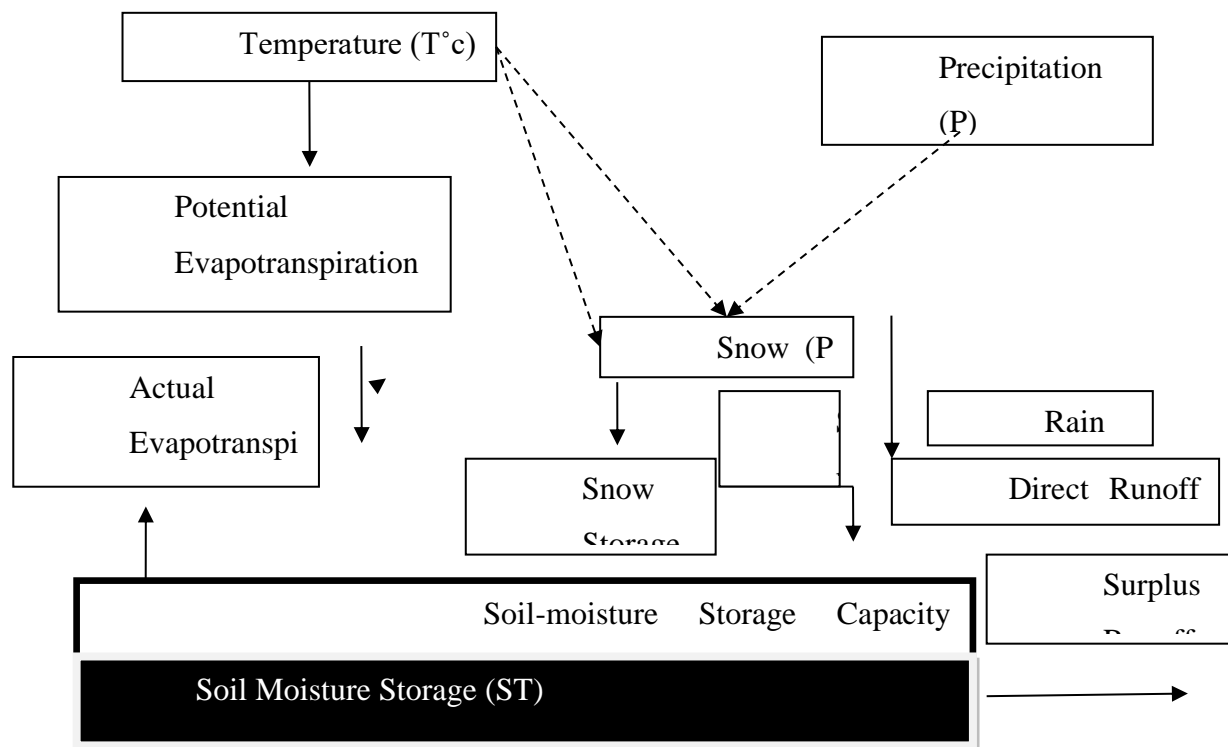 Temperature (T˚c)
Precipitation
(P)
Potential
Evapotranspiration
Snow (P
Actual
Evapotranspi
Rain
Snow
Storage
Direct Runoff
Surplus
Soil-moisture Storage Capacity
Soil Moisture Storage (ST)